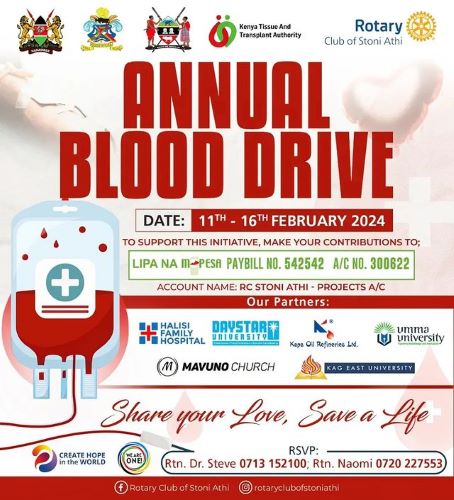 Kenya Tissue And
Transplant Authority
Rotary
Club of Stoni Athi
ANNUAL
BLOOD DRIVE
DATE: 11TH - 16TH FEBRUARY 2024
TO SUPPORT THIS INITIATIVE, MAKE YOUR CONTRIBUTIONS TO;
LIPA NA M-PESA PAYBILL NO. 542542 A/C NO. 300622
ACCOUNT NAME: RC STONI ATHI - PROJECTS A/C
Our Partners:
HALISI
FAMILY
HOSPITAL
DAYSTAR
UNIVERSITY
Kapa Oil Refineries Ltd.
umma
university
MAVUNO CHURCH
KAG EAST UNIVERSITY
Share your Love, Save a Life
CREATE HOPE
in the WORLD
WE ARE
ONE!
RSVP:
Rtn. Dr. Steve 0713 152100; Rtn. Naomi 0720 227553
Rotary Club of Stoni Athi
rotaryclubofstoniathi